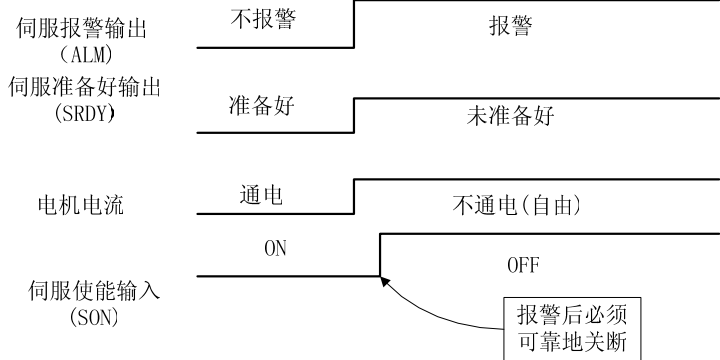 伺服报警输出
(ALM)
不报警
报警
伺服准备好输出
(SRDY)
准备好
未准备好
电机电流
通电
不通电(自由)
伺服使能输入
(SON)
ON
OFF
报警后必须
可靠地关断